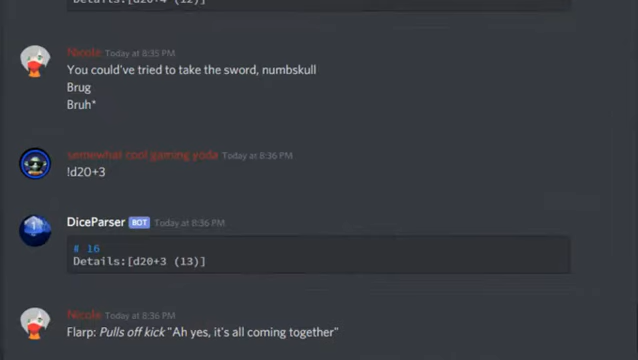 Details:[d20+4 (12)]
Nicole Today at 8:35 PM
You could've tried to take the sword, numbskull
Brug
Bruh*
somewhat cool gaming yoda Today at 8:36 PM
!d20+3
DiceParser BOT Today at 8:36 PM
# 16
Details:[d20+3 (13)]
Nicole Today at 8:36 PM
Flarp: Pulls off kick "Ah yes, it's all coming together"